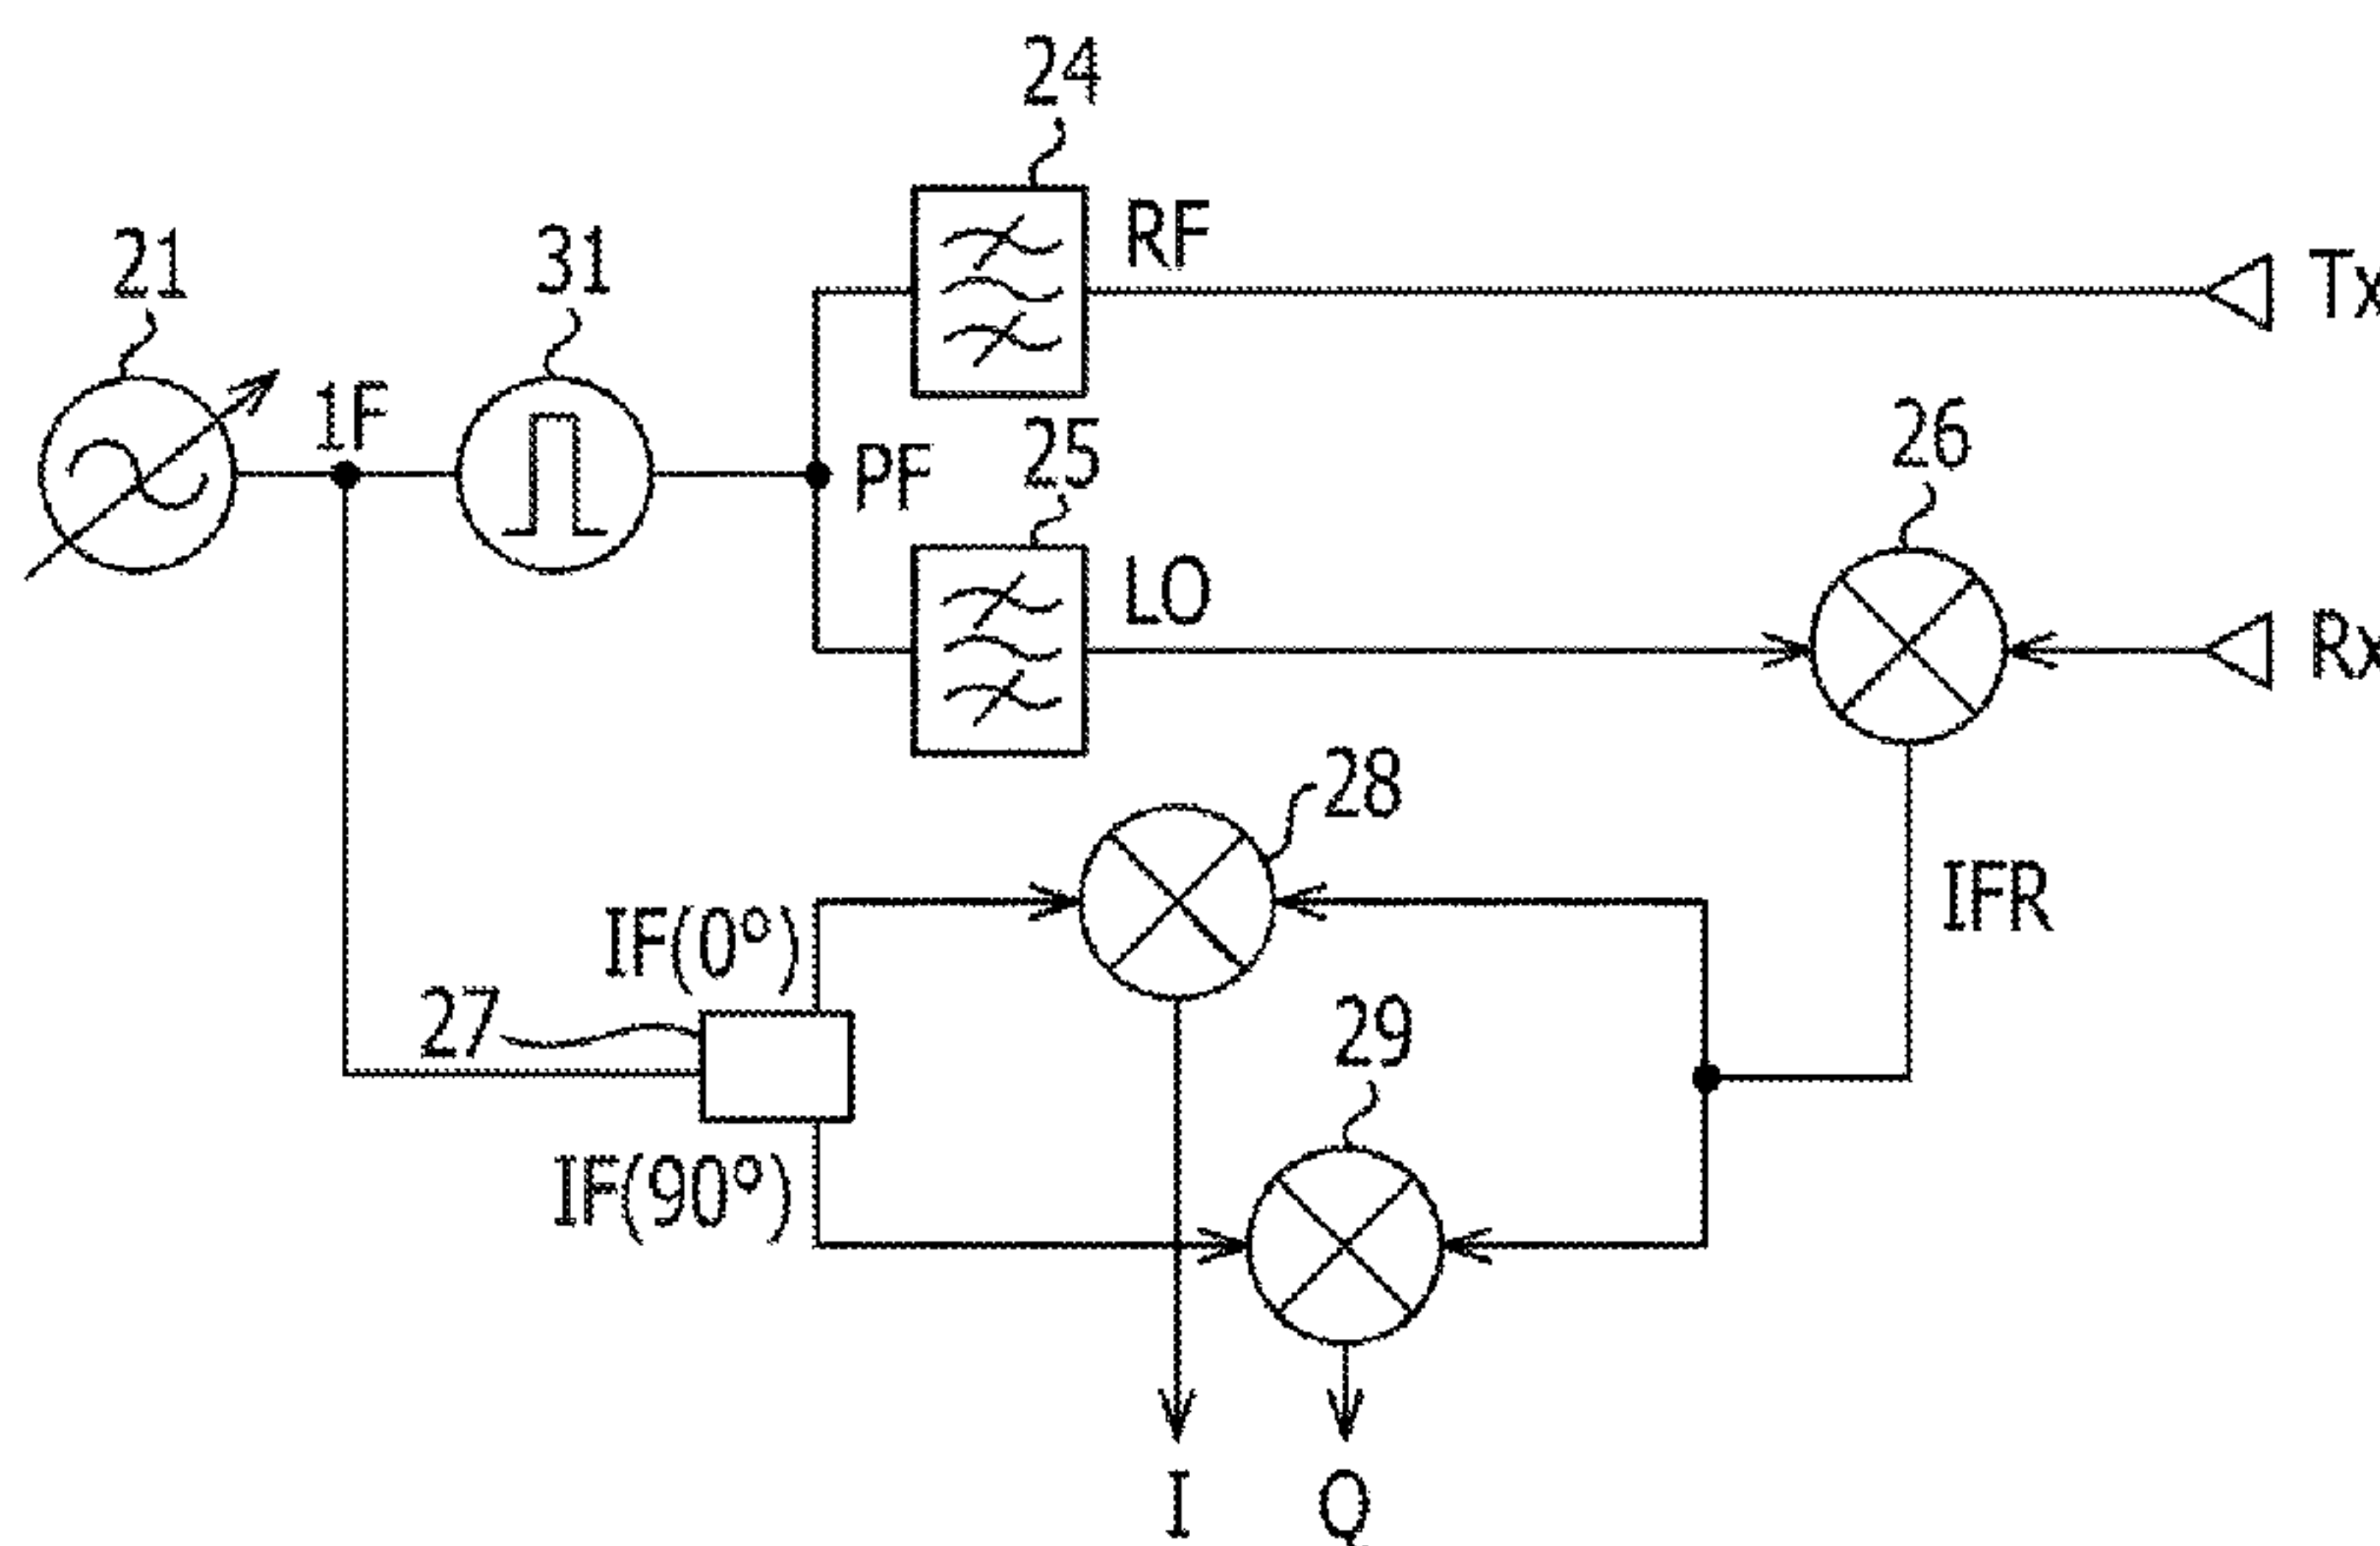 24
21
31
RF
Tx
1F
PF
25
26
LO
Rx
28
IFR
IF(0°)
27
29
IF(90°)
I
Q